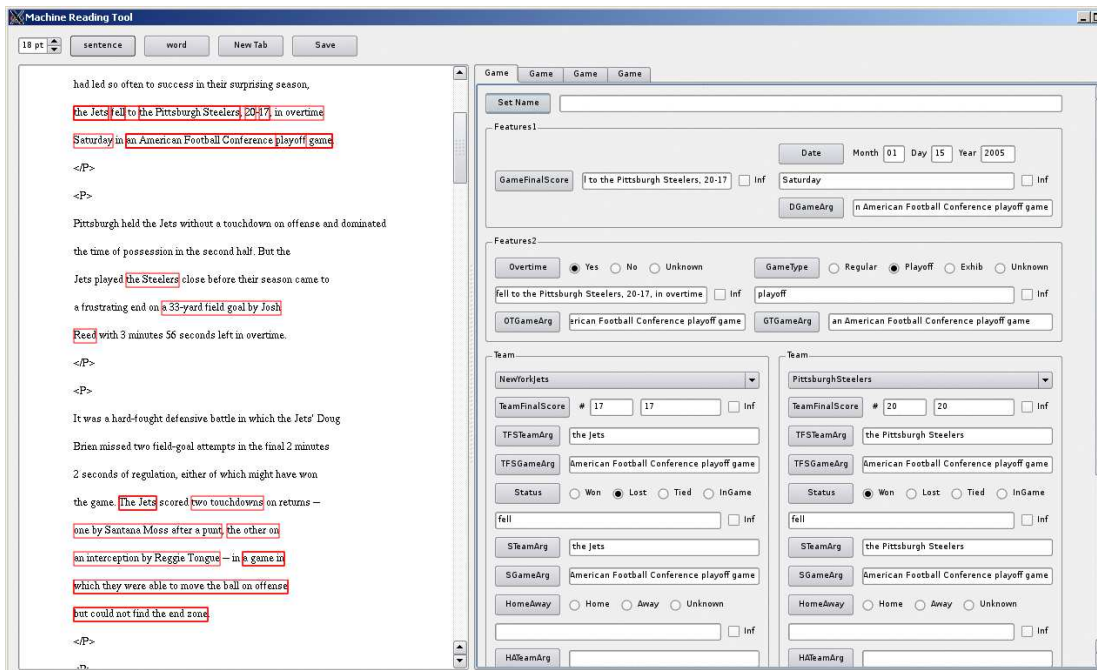 Machine Reading Tool
18 pt sentence word New Tab Save
had led so often to success in their surprising season,
the Jets fell to the Pittsburgh Steelers, 20-17, in overtime
Saturday in an American Football Conference playoff game.
</P>
<P>
Pittsburgh held the Jets without a touchdown on offense and dominated
the time of possession in the second half. But the
Jets played the Steelers close before their season came to
a frustrating end on a 33-yard field goal by Josh
Reed with 3 minutes 56 seconds left in overtime.
</P>
<P>
It was a hard-fought defensive battle in which the Jets' Doug
Brien missed two field-goal attempts in the final 2 minutes
2 seconds of regulation, either of which might have won
the game. The Jets scored two touchdowns on returns —
one by Santana Moss after a punt, the other on
an interception by Reggie Tongue — in a game in
which they were able to move the ball on offense
but could not find the end zone.
</P>
<P>
Game Game Game Game
Set Name
Features1
Date Month 01 Day 15 Year 2005
GameFinalScore l to the Pittsburgh Steelers, 20-17 Inf Saturday Inf
DGameArg n American Football Conference playoff game
Features2
Overtime Yes No Unknown GameType Regular Playoff Exhib Unknown
fell to the Pittsburgh Steelers, 20-17, in overtime Inf playoff Inf
OTGameArg erican Football Conference playoff game GTGameArg an American Football Conference playoff game
Team
NewYorkJets
TeamFinalScore # 17 17 Inf
TFSTeamArg the Jets
TFSGameArg American Football Conference playoff game
Status Won Lost Tied InGame
fell Inf
STeamArg the Jets
SGameArg American Football Conference playoff game
HomeAway Home Away Unknown
Inf
HATeamArg
Team
PittsburghSteelers
TeamFinalScore # 20 20 Inf
TFSTeamArg the Pittsburgh Steelers
TFSGameArg American Football Conference playoff game
Status Won Lost Tied InGame
fell Inf
STeamArg the Pittsburgh Steelers
SGameArg American Football Conference playoff game
HomeAway Home Away Unknown
Inf
HATeamArg